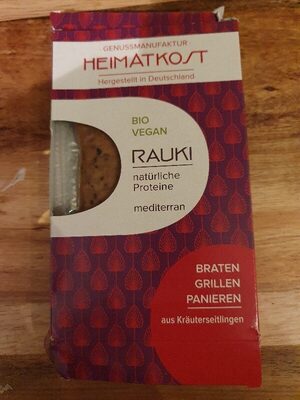 GENUSSMANUFAKTUR
HEIMATKOST
Hergestellt in Deutschland
BIO
VEGAN
RAUKI
natürliche
Proteine
mediterran
BRATEN
GRILLEN
PANIEREN
aus Kräuterseitlingen